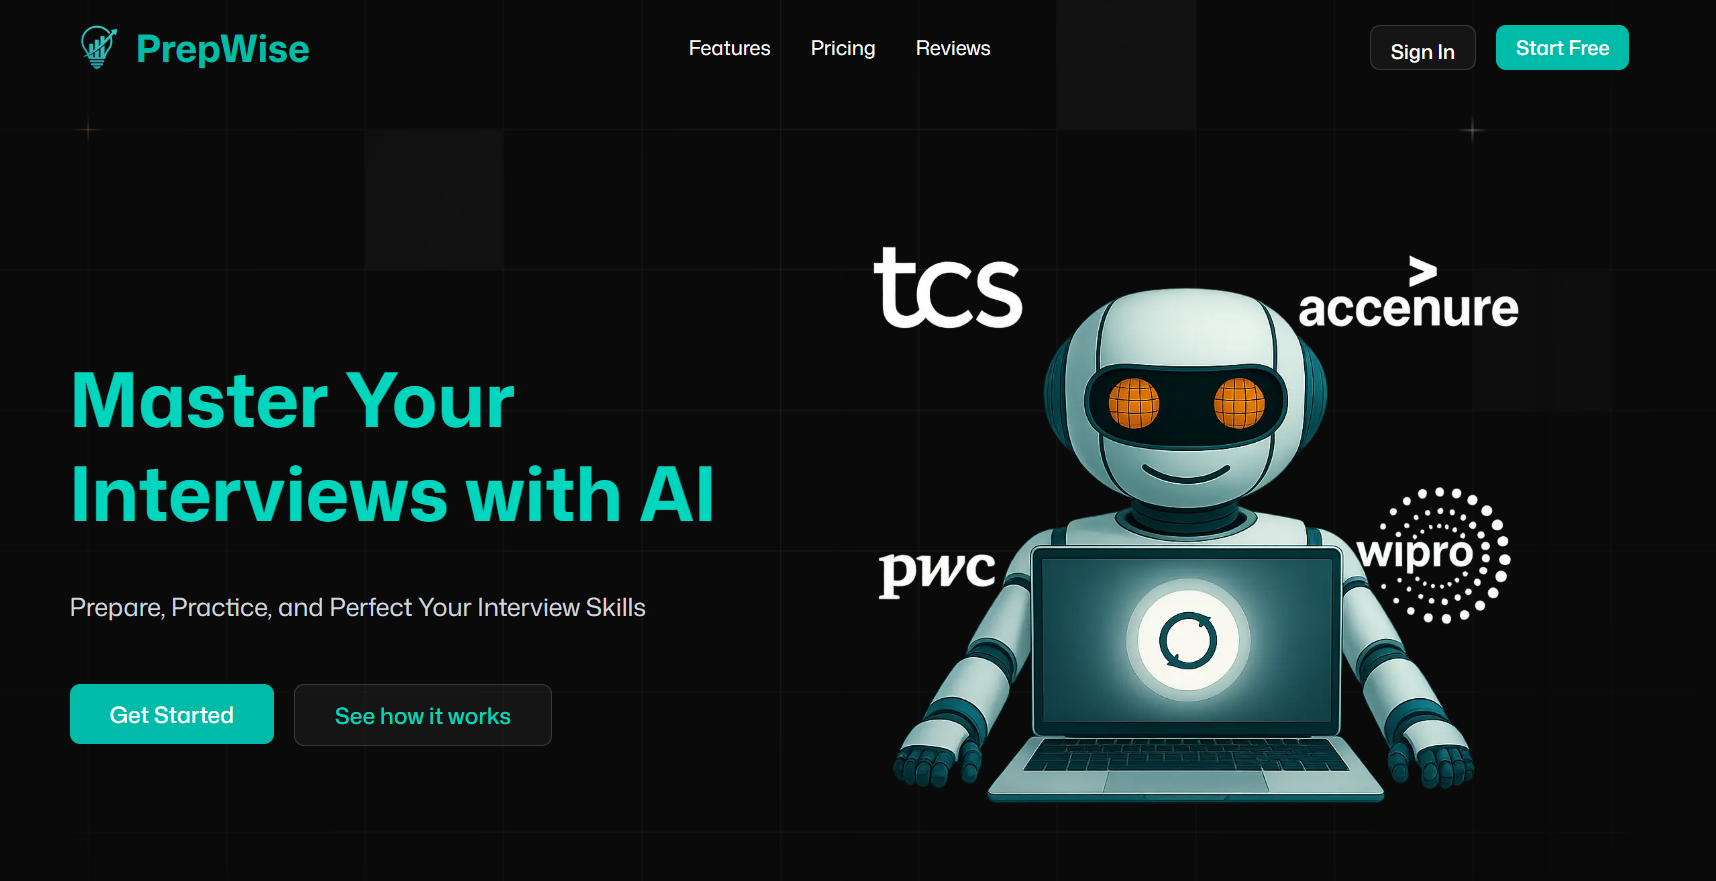 PrepWise
Features
Pricing
Reviews
Sign In
Start Free
tcs
accenure
Master Your
Interviews with AI
pwc
wipro
Prepare, Practice, and Perfect Your Interview Skills
Get Started
See how it works